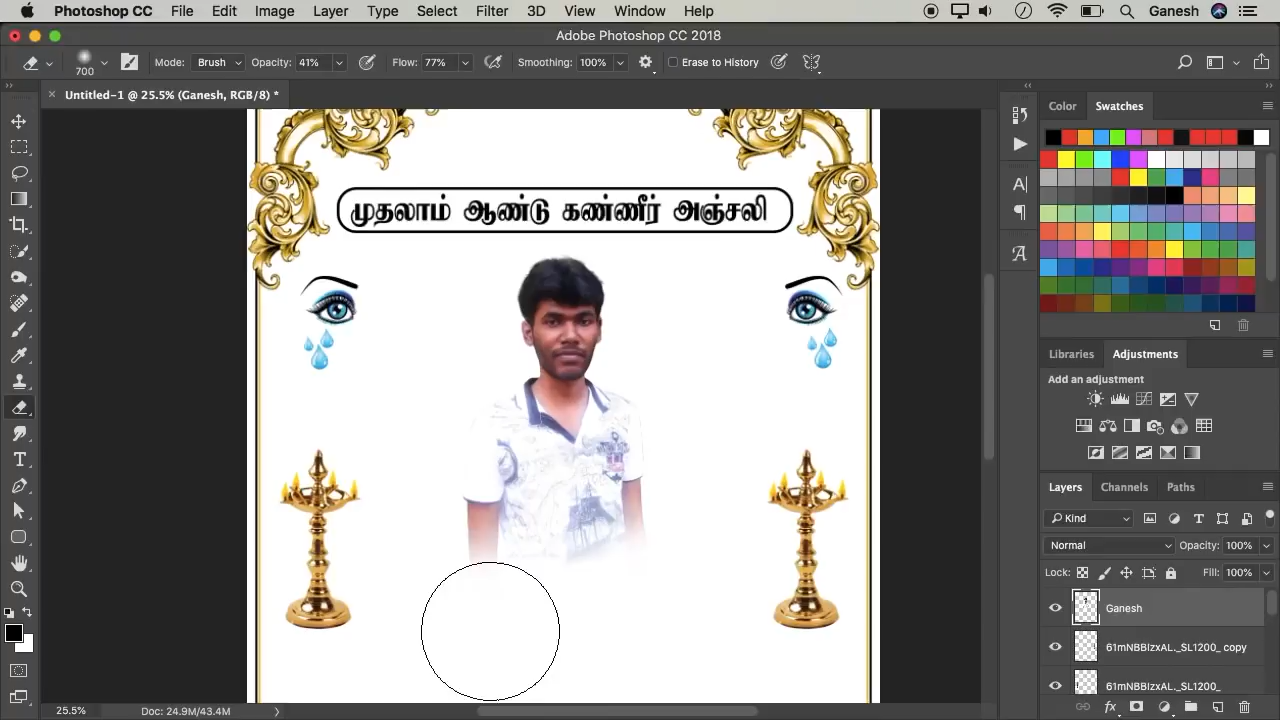 Photoshop CC File Edit Image Layer Type Select Filter 3D View Window Help Ganesh
Adobe Photoshop CC 2018
700 Mode: Brush Opacity: 41% Flow: 77% Smoothing: 100% Erase to History
Untitled-1 @ 25.5% (Ganesh, RGB/8) *
Color Swatches
முதலாம் ஆண்டு கண்ணீர் அஞ்சலி
Libraries Adjustments
Add an adjustment
Layers Channels Paths
Kind
Normal Opacity: 100%
Lock: Fill: 100%
Ganesh
61mNBBIzxAL._SL1200_ copy
61mNBBIzxAL._SL1200_
25.5% Doc: 24.9M/43.4M